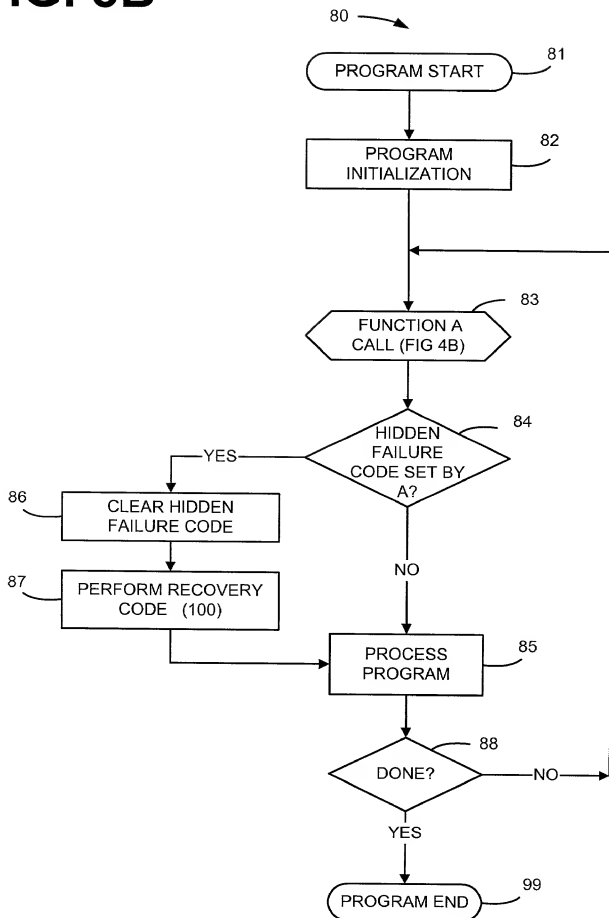 80
PROGRAM START
81
PROGRAM
INITIALIZATION
82
FUNCTION A
CALL (FIG 4B)
83
HIDDEN
FAILURE
CODE SET BY
A?
84
YES
86
CLEAR HIDDEN
FAILURE CODE
NO
87
PERFORM RECOVERY
CODE (100)
PROCESS
PROGRAM
85
DONE?
88
NO
YES
PROGRAM END
99